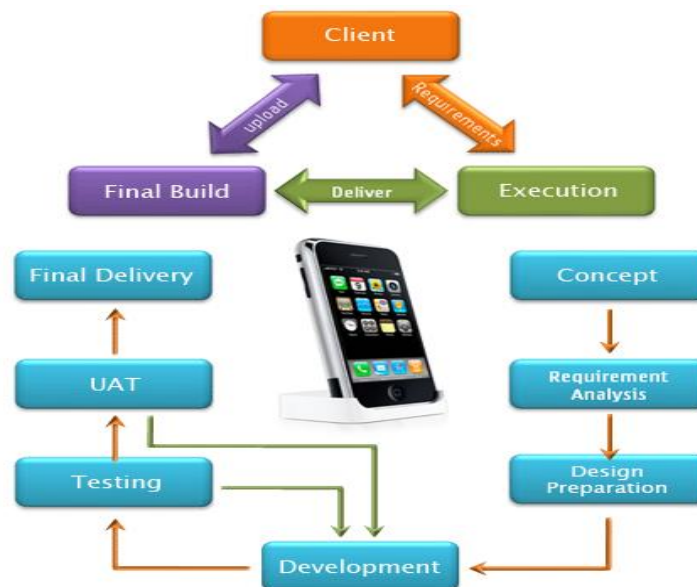 Client
upload
Requirements
Final Build
Deliver
Execution
Final Delivery
Concept
UAT
Requirement
Analysis
Testing
Design
Preparation
Development